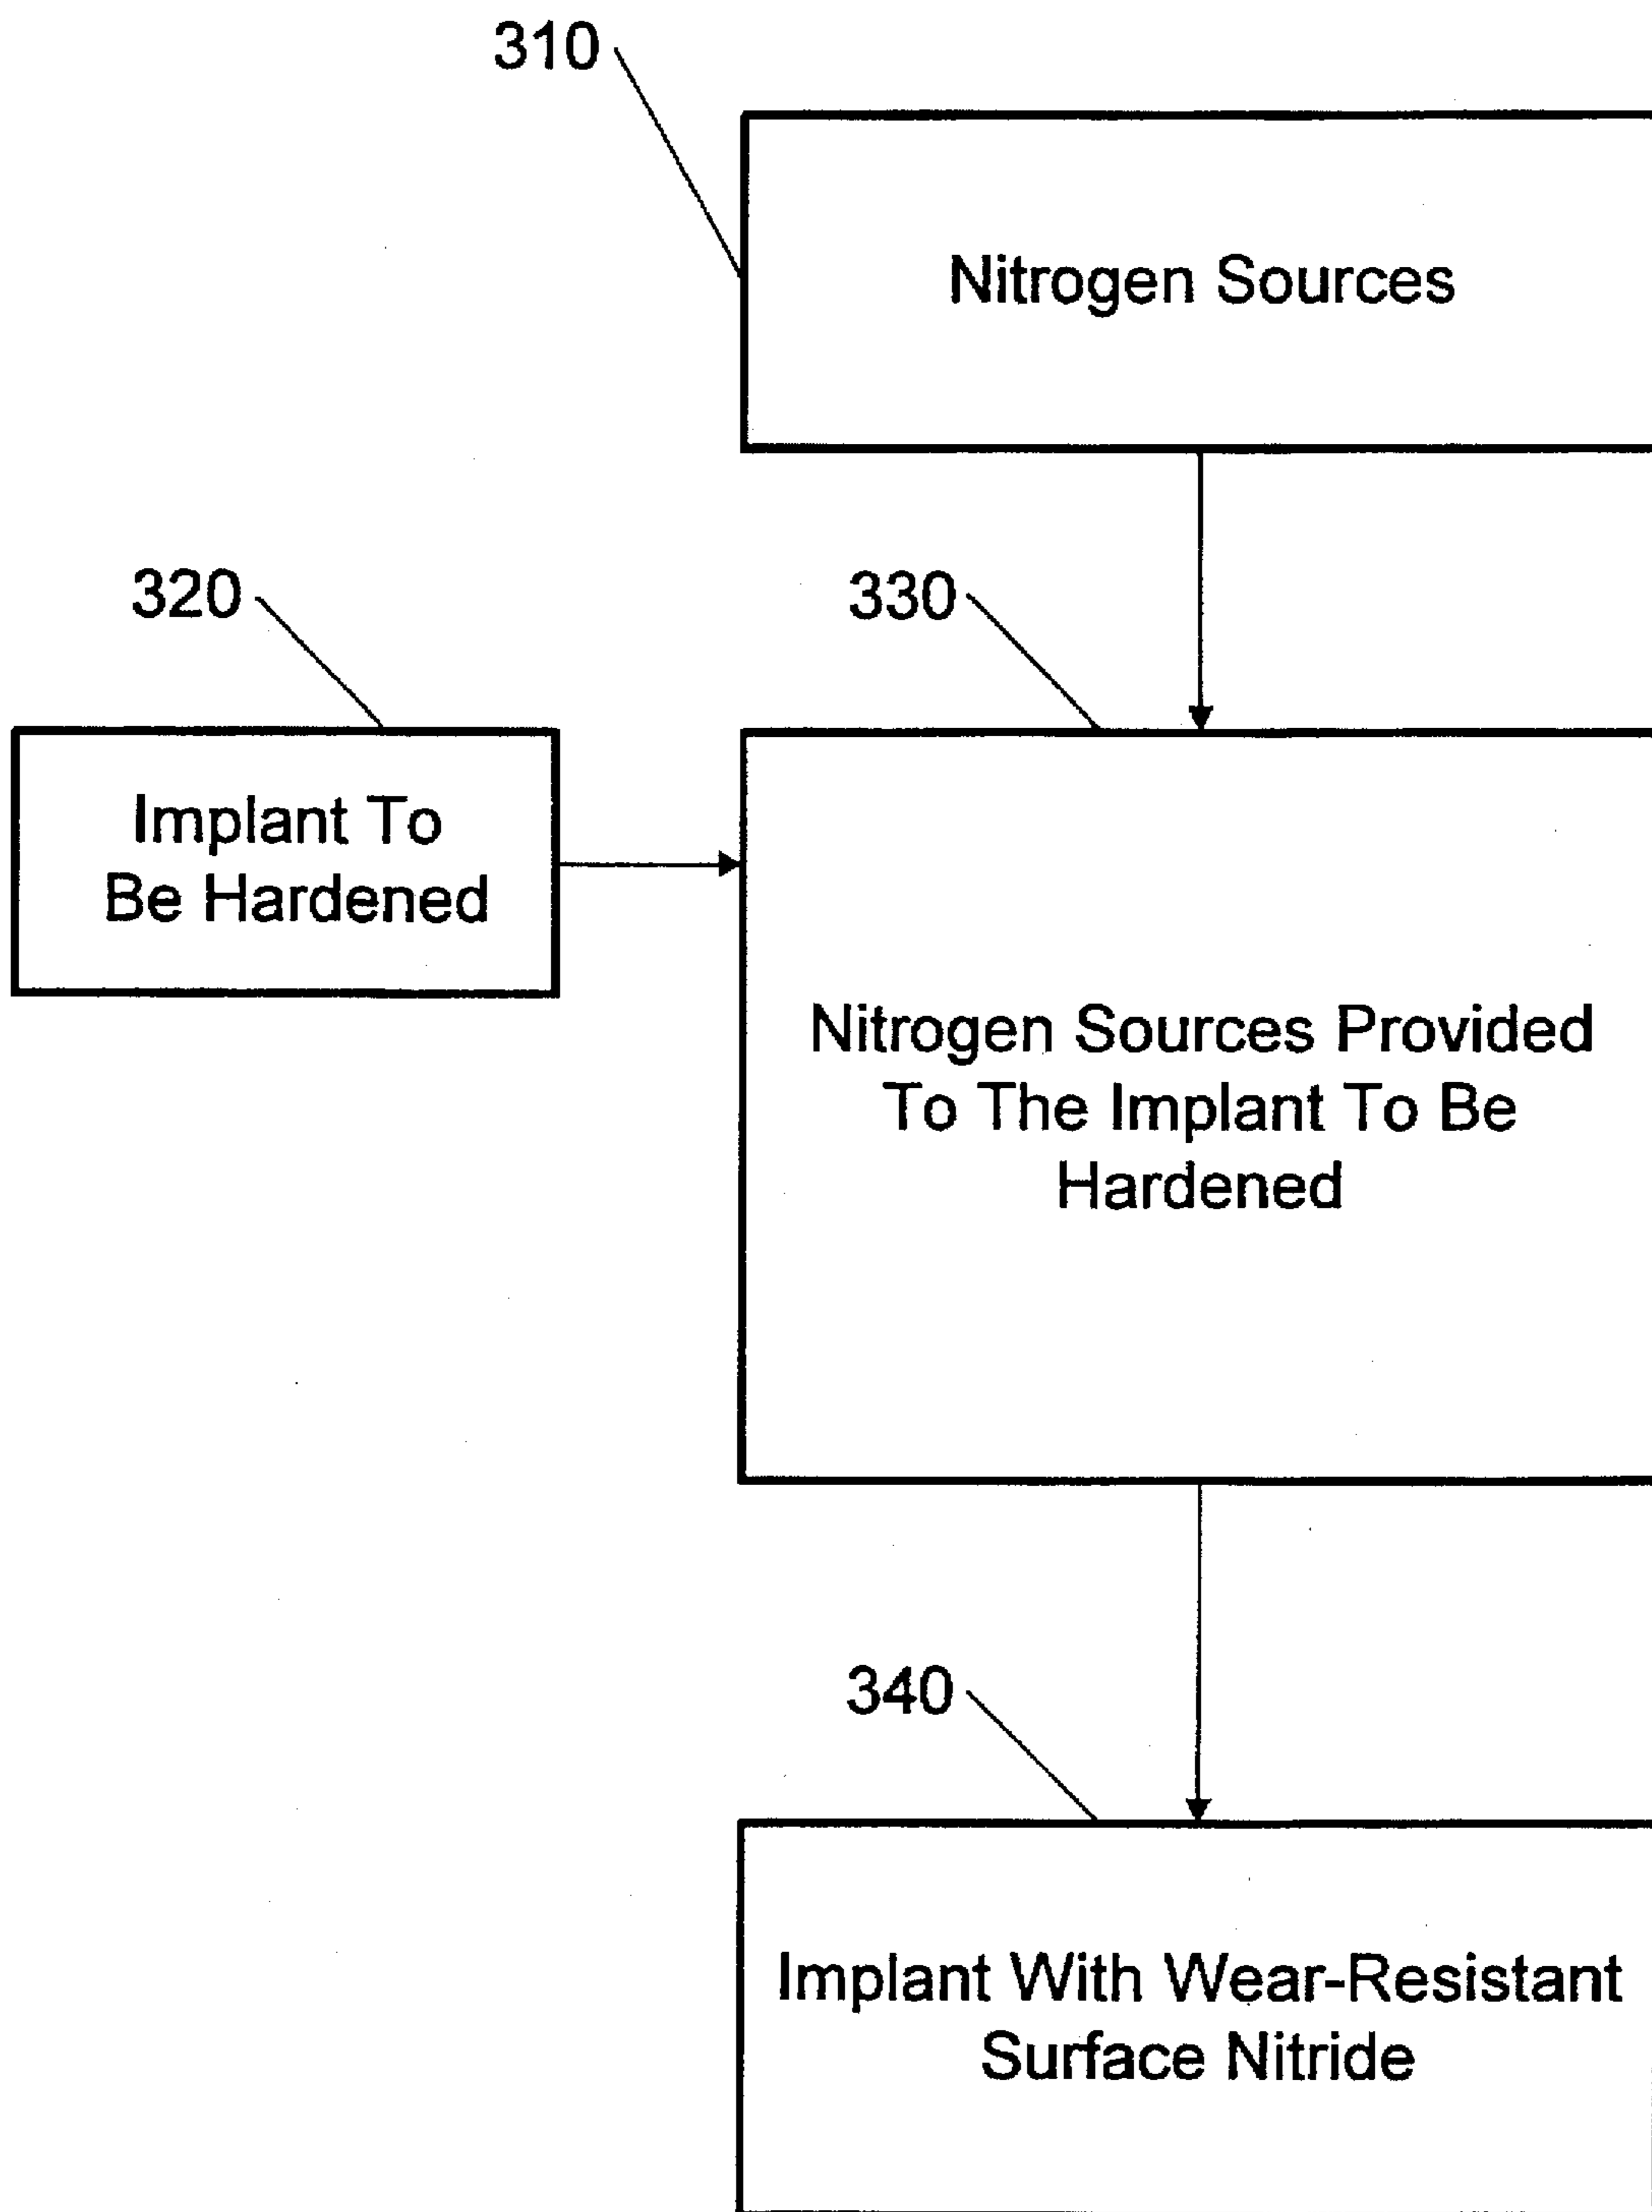 310
Nitrogen Sources
320
330
Implant To
Be Hardened
Nitrogen Sources Provided
To The Implant To Be
Hardened
340
Implant With Wear-Resistant
Surface Nitride